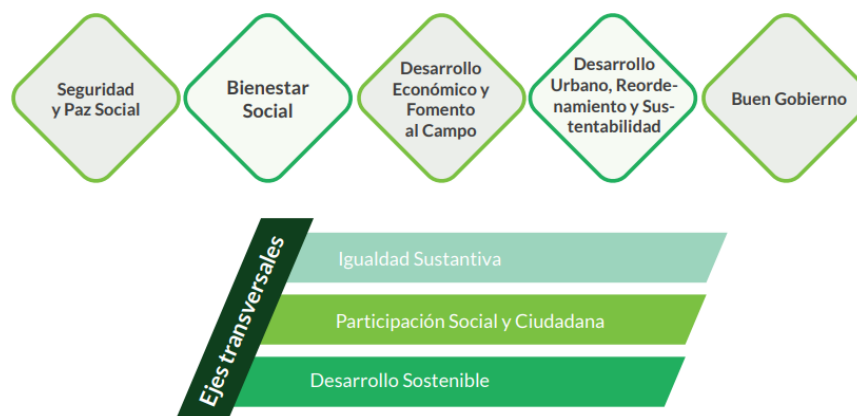 Seguridad
y Paz Social
Bienestar
Social
Desarrollo
Económico y
Fomento
al Campo
Desarrollo
Urbano, Reorde-
namiento y Sus-
tentabilidad
Buen Gobierno
Ejes transversales
Igualdad Sustantiva
Participación Social y Ciudadana
Desarrollo Sostenible